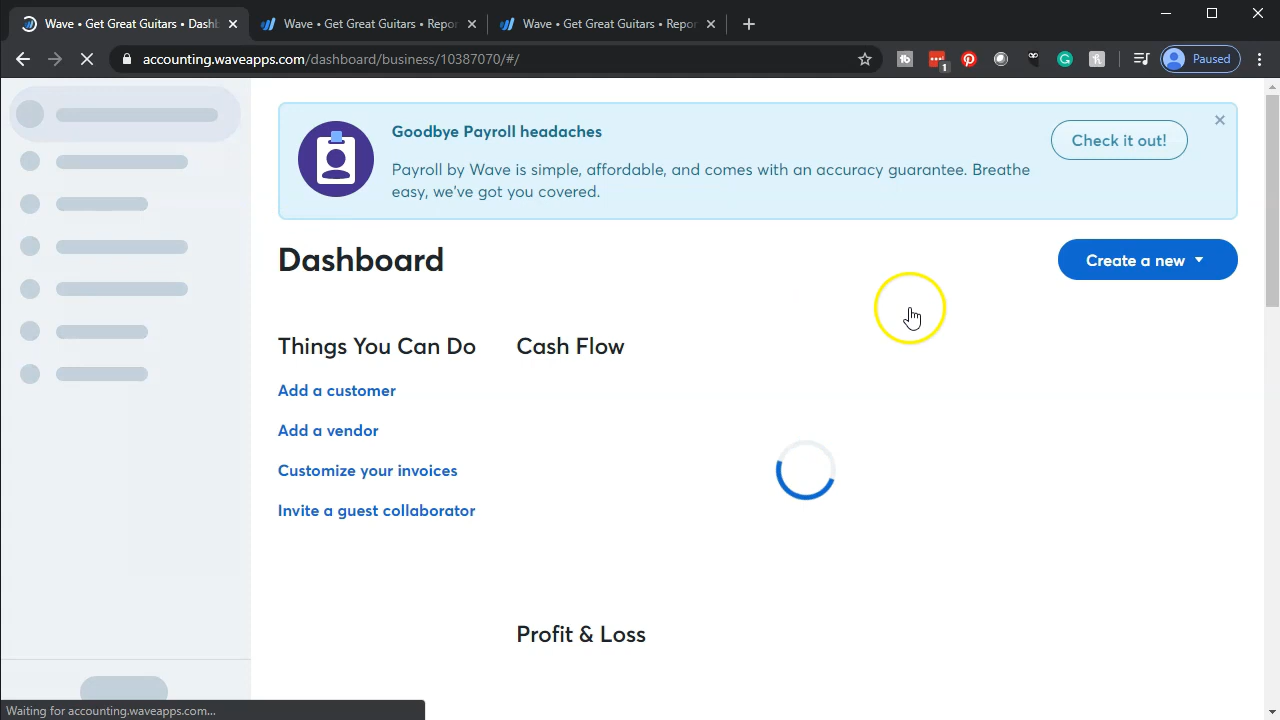 Wave • Get Great Guitars • Dashb
Wave • Get Great Guitars • Repor
Wave • Get Great Guitars • Repor
accounting.waveapps.com/dashboard/business/10387070/#/
1
Paused
Goodbye Payroll headaches
Payroll by Wave is simple, affordable, and comes with an accuracy guarantee. Breathe
easy, we've got you covered.
Check it out!
Dashboard
Create a new
Things You Can Do
Cash Flow
Add a customer
Add a vendor
Customize your invoices
Invite a guest collaborator
Profit & Loss
Waiting for accounting.waveapps.com...